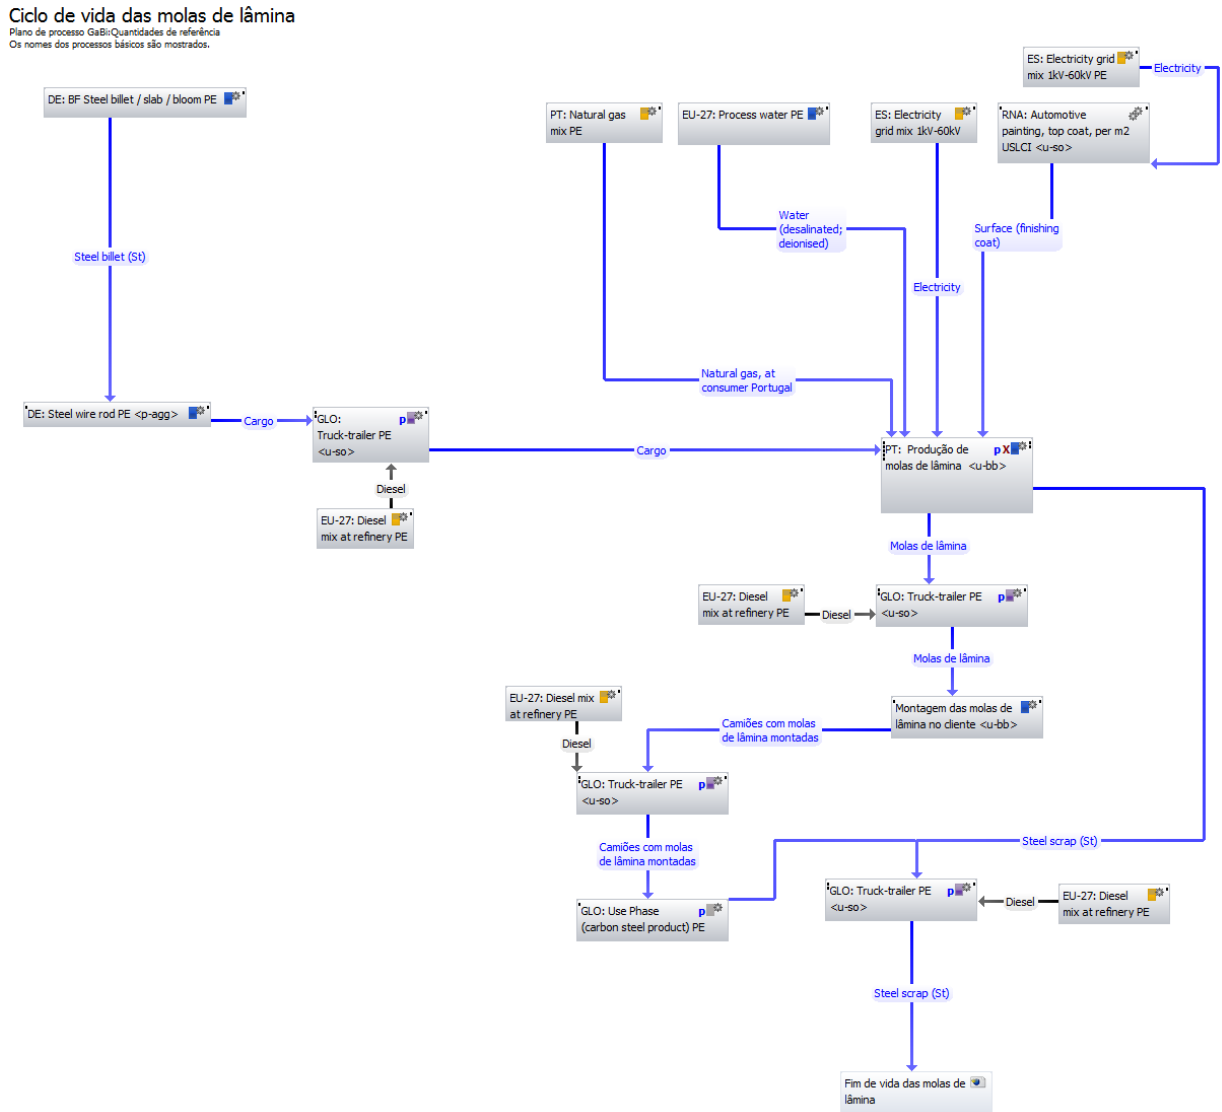 Ciclo de vida das molas de lâmina
Plano de processo GaBi:Quantidades de referência
Os nomes dos processos básicos são mostrados.
ES: Electricity grid
mix 1kV-60kV PE
Electricity
DE: BF Steel billet / slab / bloom PE
PT: Natural gas
mix PE
EU-27: Process water PE
ES: Electricity
grid mix 1kV-60kV
RNA: Automotive
painting, top coat, per m2
USLCI <u-so>
Water
(desalinated;
deionised)
Surface (finishing
coat)
Steel billet (St)
Electricity
Natural gas, at
consumer Portugal
DE: Steel wire rod PE <p-agg>
Cargo
GLO:
Truck-trailer PE
<u-so>
p
Cargo
PT: Produção de
molas de lâmina <u-bb>
pX
Diesel
EU-27: Diesel
mix at refinery PE
Molas de lâmina
EU-27: Diesel
mix at refinery PE
Diesel
GLO: Truck-trailer PE
<u-so>
p
Molas de lâmina
EU-27: Diesel mix
at refinery PE
Montagem das molas de
lâmina no cliente <u-bb>
Camiões com molas
de lâmina montadas
Diesel
GLO: Truck-trailer PE
<u-so>
p
Camiões com molas
de lâmina montadas
Steel scrap (St)
GLO: Use Phase
(carbon steel product) PE
p
GLO: Truck-trailer PE
<u-so>
p
Diesel
EU-27: Diesel
mix at refinery PE
Steel scrap (St)
Fim de vida das molas de
lâmina